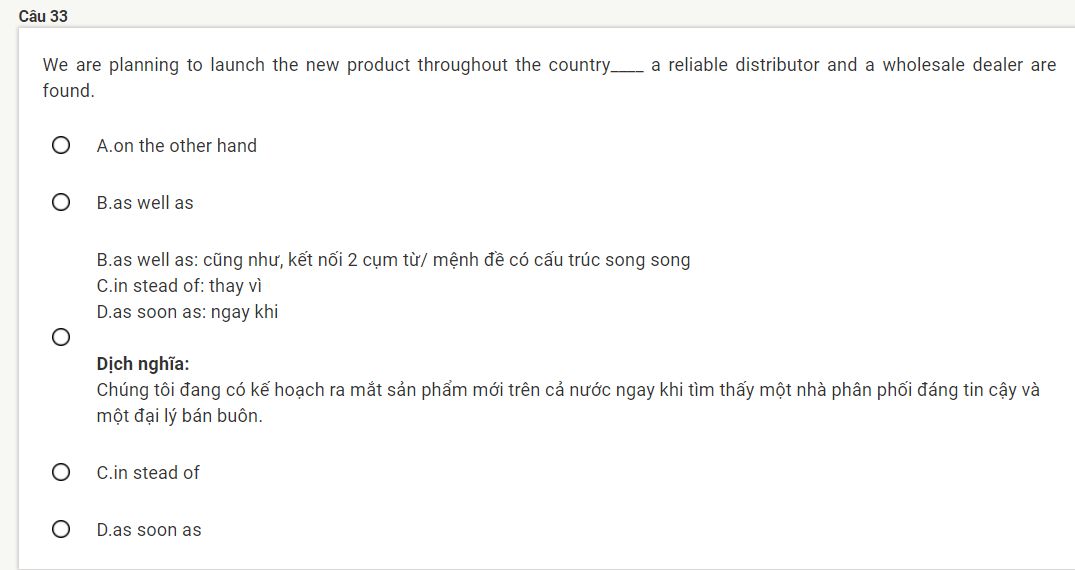 Câu 33
We are planning to launch the new product throughout the country____ a reliable distributor and a wholesale dealer are
found.
A.on the other hand
B.as well as
B.as well as: cũng như, kết nối 2 cụm từ/ mệnh đề có cấu trúc song song
C.in stead of: thay vì
D.as soon as: ngay khi
Dịch nghĩa:
Chúng tôi đang có kế hoạch ra mắt sản phẩm mới trên cả nước ngay khi tìm thấy một nhà phân phối đáng tin cậy và
một đại lý bán buôn.
C.in stead of
D.as soon as